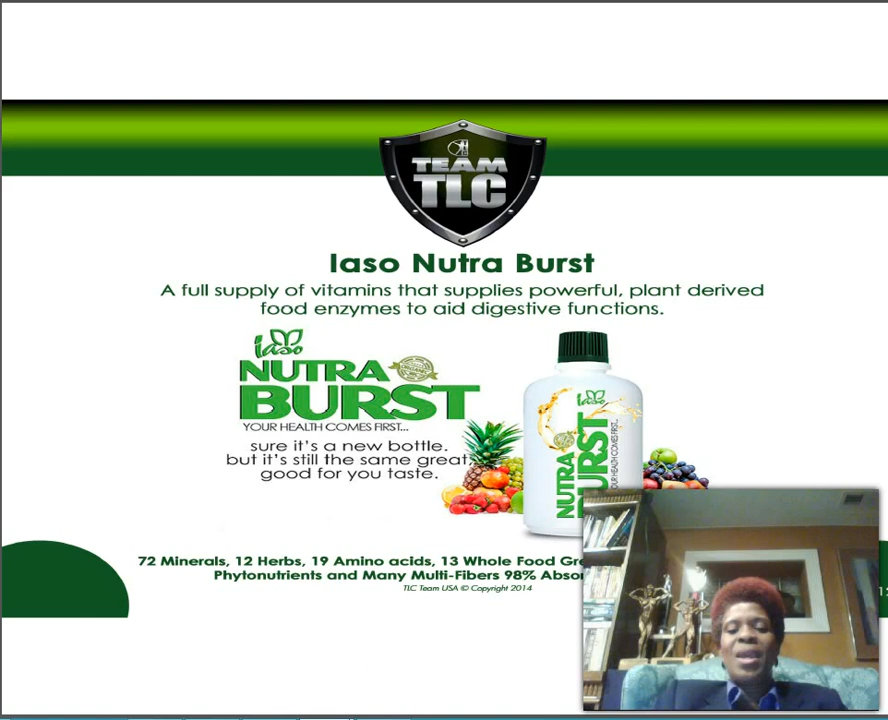 TEAM
TLC
Iaso Nutra Burst
A full supply of vitamins that supplies powerful, plant derived
food enzymes to aid digestive functions.
Iaso
NUTRA
BURST
YOUR HEALTH COMES FIRST...
sure it's a new bottle.
but it's still the same great,
good for you taste.
Iaso
NUTRA
BURST
YOUR HEALTH COMES FIRST...
72 Minerals, 12 Herbs, 19 Amino acids, 13 Whole Food Gre
Phytonutrients and Many Multi-Fibers 98% Absor
TLC Team USA © Copyright 2014